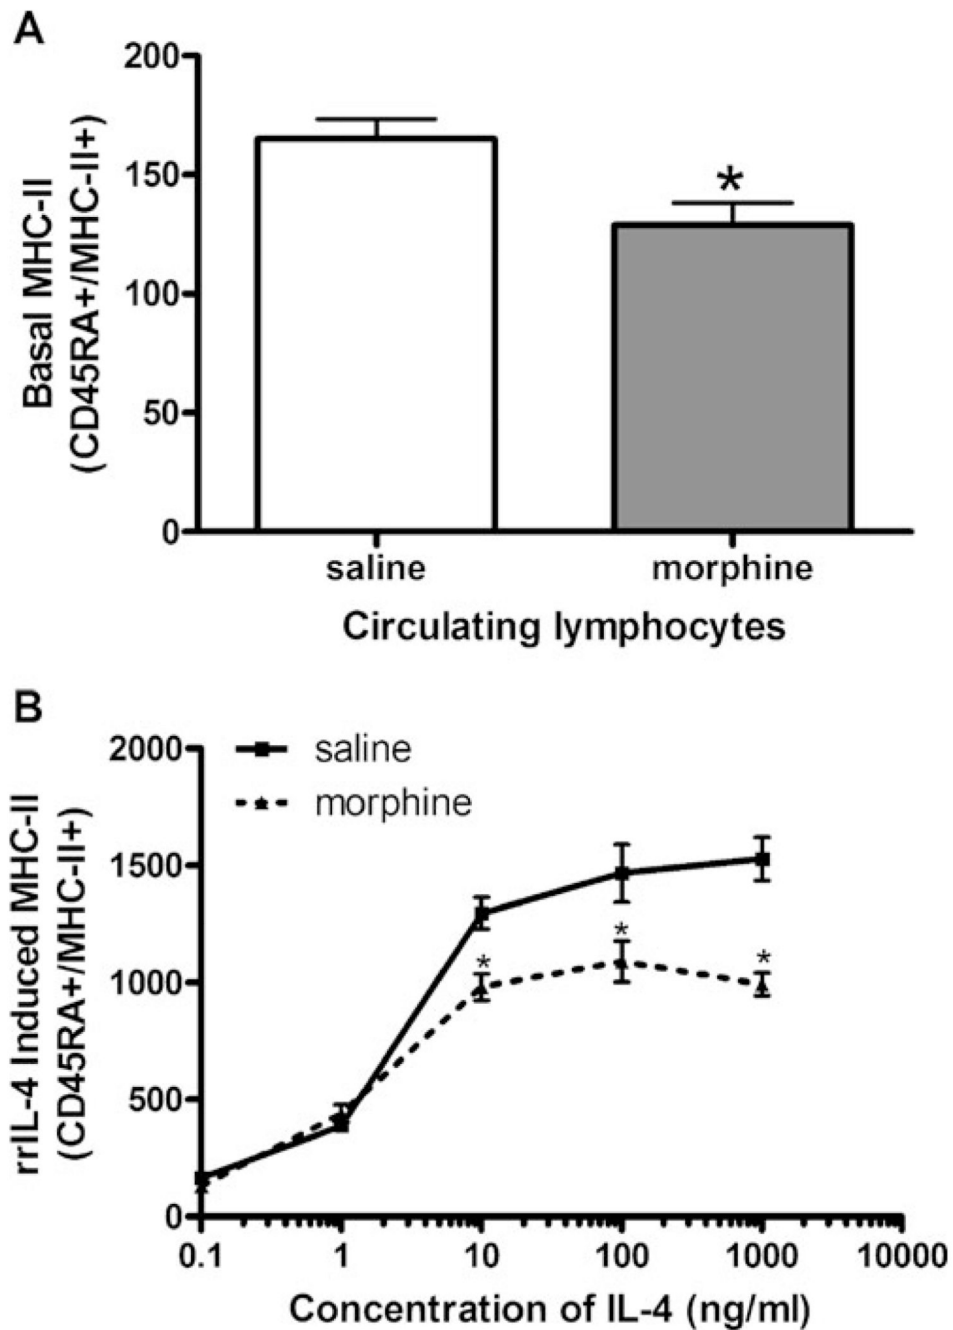 A
200
150
100
50
0
Basal MHC-II
(CD45RA+/MHC-II+)
*
saline morphine
Circulating lymphocytes
B
2000
1500
1000
500
0
rrIL-4 Induced MHC-II
(CD45RA+/MHC-II+)
saline
morphine
* * *
0.1 1 10 100 1000 10000
Concentration of IL-4 (ng/ml)